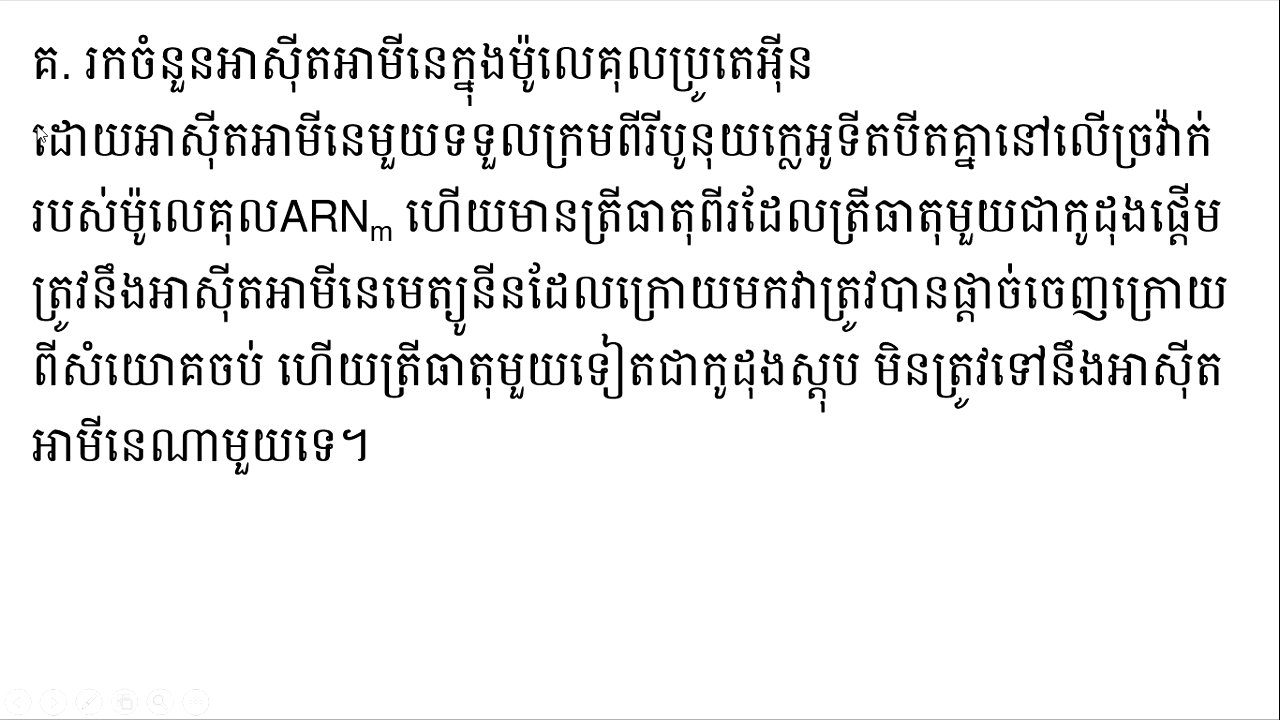 គ. រកចំនួនអាស៊ីតអាមីនេក្នុងម៉ូលេគុលប្រូតេអ៊ីន
ដោយអាស៊ីតអាមីនេមួយទទួលក្រមពីរីបូនុយក្លេអូទីតបីតគ្នានៅលើច្រវ៉ាក់
របស់ម៉ូលេគុលARNm ហើយមានត្រីធាតុពីរដែលត្រីធាតុមួយជាកូដុងផ្ដើម
ត្រូវនឹងអាស៊ីតអាមីនេមេត្យូនីនដែលក្រោយមកវាត្រូវបានផ្ដាច់ចេញក្រោយ
ពីសំយោគចប់ ហើយត្រីធាតុមួយទៀតជាកូដុងស្តុប មិនត្រូវទៅនឹងអាស៊ីត
អាមីនេណាមួយទេ។